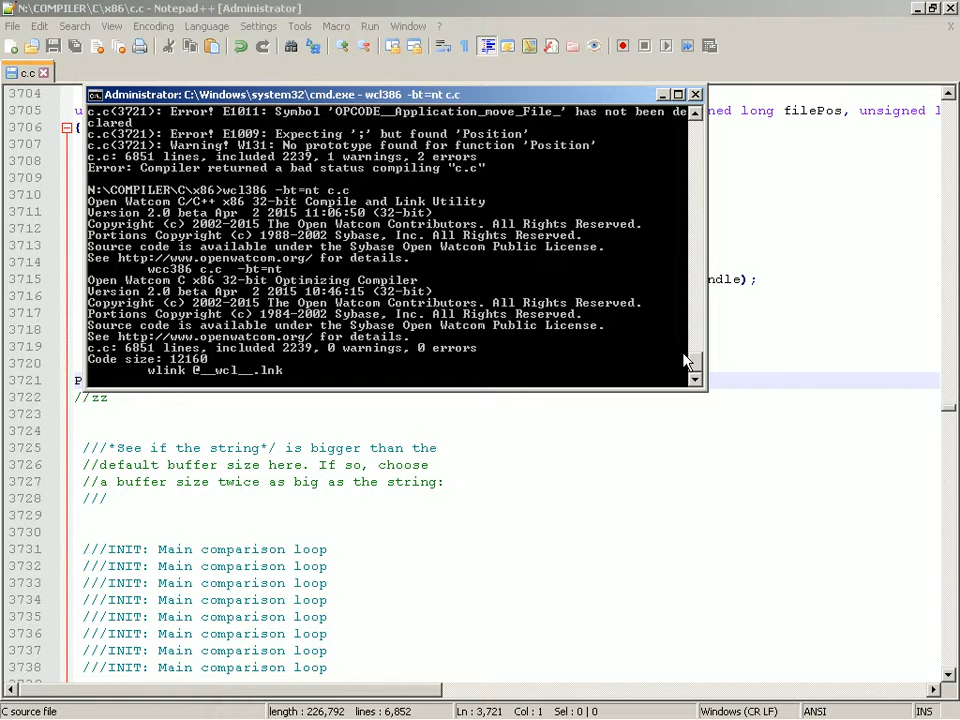 N:\COMPILER\C\x86\c.c - Notepad++ [Administrator]
File Edit Search View Encoding Language Settings Tools Macro Run Window ?
X
c.c
3704
3705
3706
3707
3708
3709
3710
3711
3712
3713
3714
3715
3716
3717
3718
3719
3720
3721
3722
3723
3724
3725
3726
3727
3728
3729
3730
3731
3732
3733
3734
3735
3736
3737
3738
u
ned long filePos, unsigned l
{
ndle);
P
//zz
Administrator: C:\Windows\system32\cmd.exe - wcl386 -bt=nt c.c
c.c(3721): Error! E1011: Symbol 'OPCODE__Application_move_File_' has not been de
clared
c.c(3721): Error! E1009: Expecting ';' but found 'Position'
c.c(3721): Warning! W131: No prototype found for function 'Position'
c.c: 6851 lines, included 2239, 1 warnings, 2 errors
Error: Compiler returned a bad status compiling "c.c"
N:\COMPILER\C\x86>wcl386 -bt=nt c.c
Open Watcom C/C++ x86 32-bit Compile and Link Utility
Version 2.0 beta Apr  2 2015 11:06:50 (32-bit)
Copyright (c) 2002-2015 The Open Watcom Contributors. All Rights Reserved.
Portions Copyright (c) 1988-2002 Sybase, Inc. All Rights Reserved.
Source code is available under the Sybase Open Watcom Public License.
See http://www.openwatcom.org/ for details.
wcc386 c.c  -bt=nt
Open Watcom C x86 32-bit Optimizing Compiler
Version 2.0 beta Apr  2 2015 10:46:15 (32-bit)
Copyright (c) 2002-2015 The Open Watcom Contributors. All Rights Reserved.
Portions Copyright (c) 1984-2002 Sybase, Inc. All Rights Reserved.
Source code is available under the Sybase Open Watcom Public License.
See http://www.openwatcom.org/ for details.
c.c: 6851 lines, included 2239, 0 warnings, 0 errors
Code size: 12160
wlink @__wcl__.lnk
///*See if the string*/ is bigger than the
//default buffer size here. If so, choose
//a buffer size twice as big as the string:
///
///INIT: Main comparison loop
///INIT: Main comparison loop
///INIT: Main comparison loop
///INIT: Main comparison loop
///INIT: Main comparison loop
///INIT: Main comparison loop
///INIT: Main comparison loop
///INIT: Main comparison loop
C source file
length : 226,792 lines : 6,852
Ln : 3,721 Col : 1 Sel : 0 | 0
Windows (CR LF)
ANSI
INS